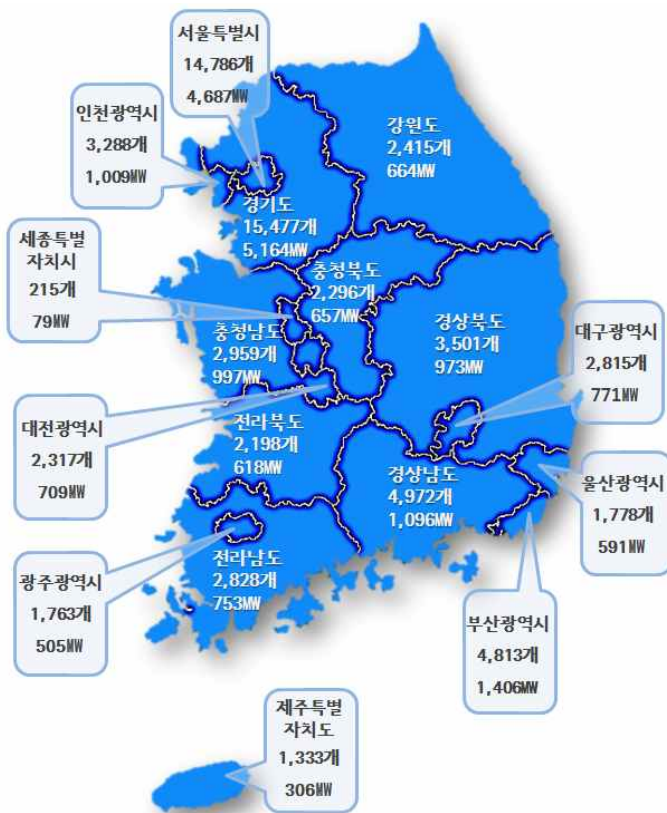 서울특별시
14,786개
4,687MW
인천광역시
3,288개
1,009MW
강원도
2,415개
664MW
경기도
15,477개
5,164MW
세종특별
자치시
215개
79MW
충청북도
2,296개
657MW
충청남도
2,959개
997MW
경상북도
3,501개
973MW
대구광역시
2,815개
771MW
대전광역시
2,317개
709MW
전라북도
2,198개
618MW
경상남도
4,972개
1,096MW
울산광역시
1,778개
591MW
광주광역시
1,763개
505MW
전라남도
2,828개
753MW
부산광역시
4,813개
1,406MW
제주특별
자치도
1,333개
306MW